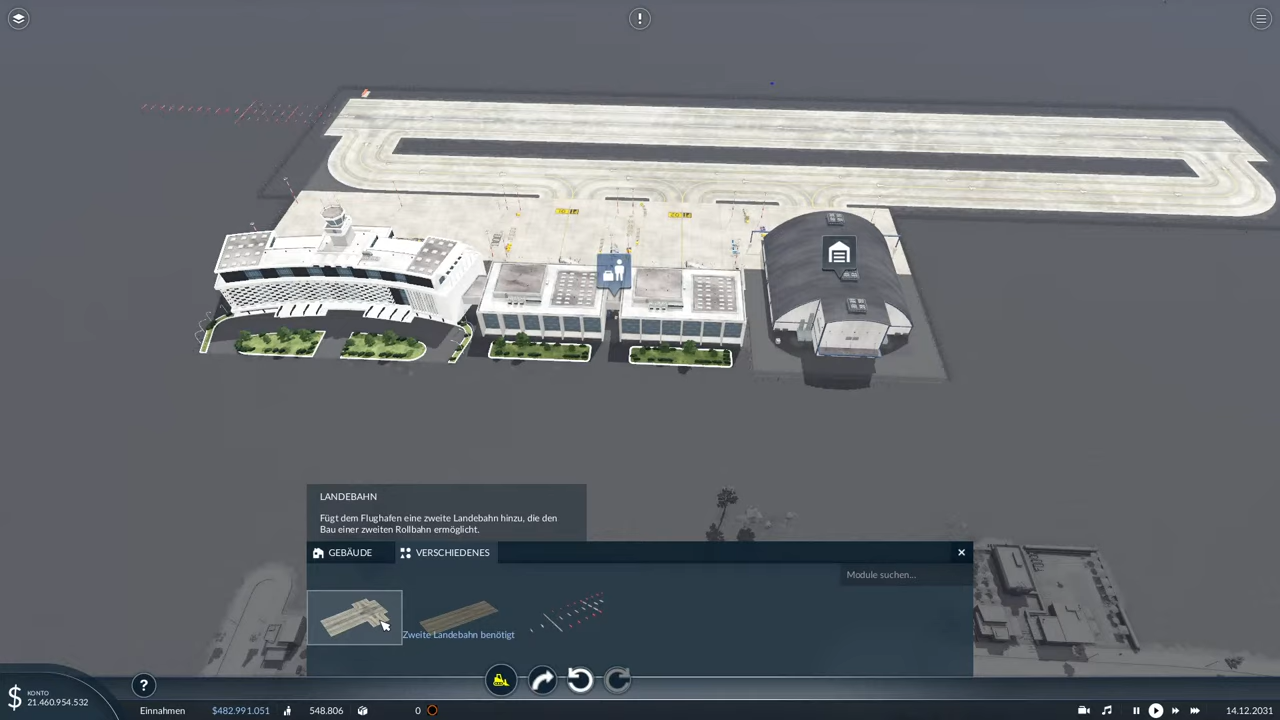 LANDEBAHN
Fügt dem Flughafen eine zweite Landebahn hinzu, die den
Bau einer zweiten Rollbahn ermöglicht.
GEBÄUDE
VERSCHIEDENES
Module suchen...
Zweite Landebahn benötigt
KONTO
21.460.954.532
Einnahmen
$482.991.051
548.806
0
14.12.2031